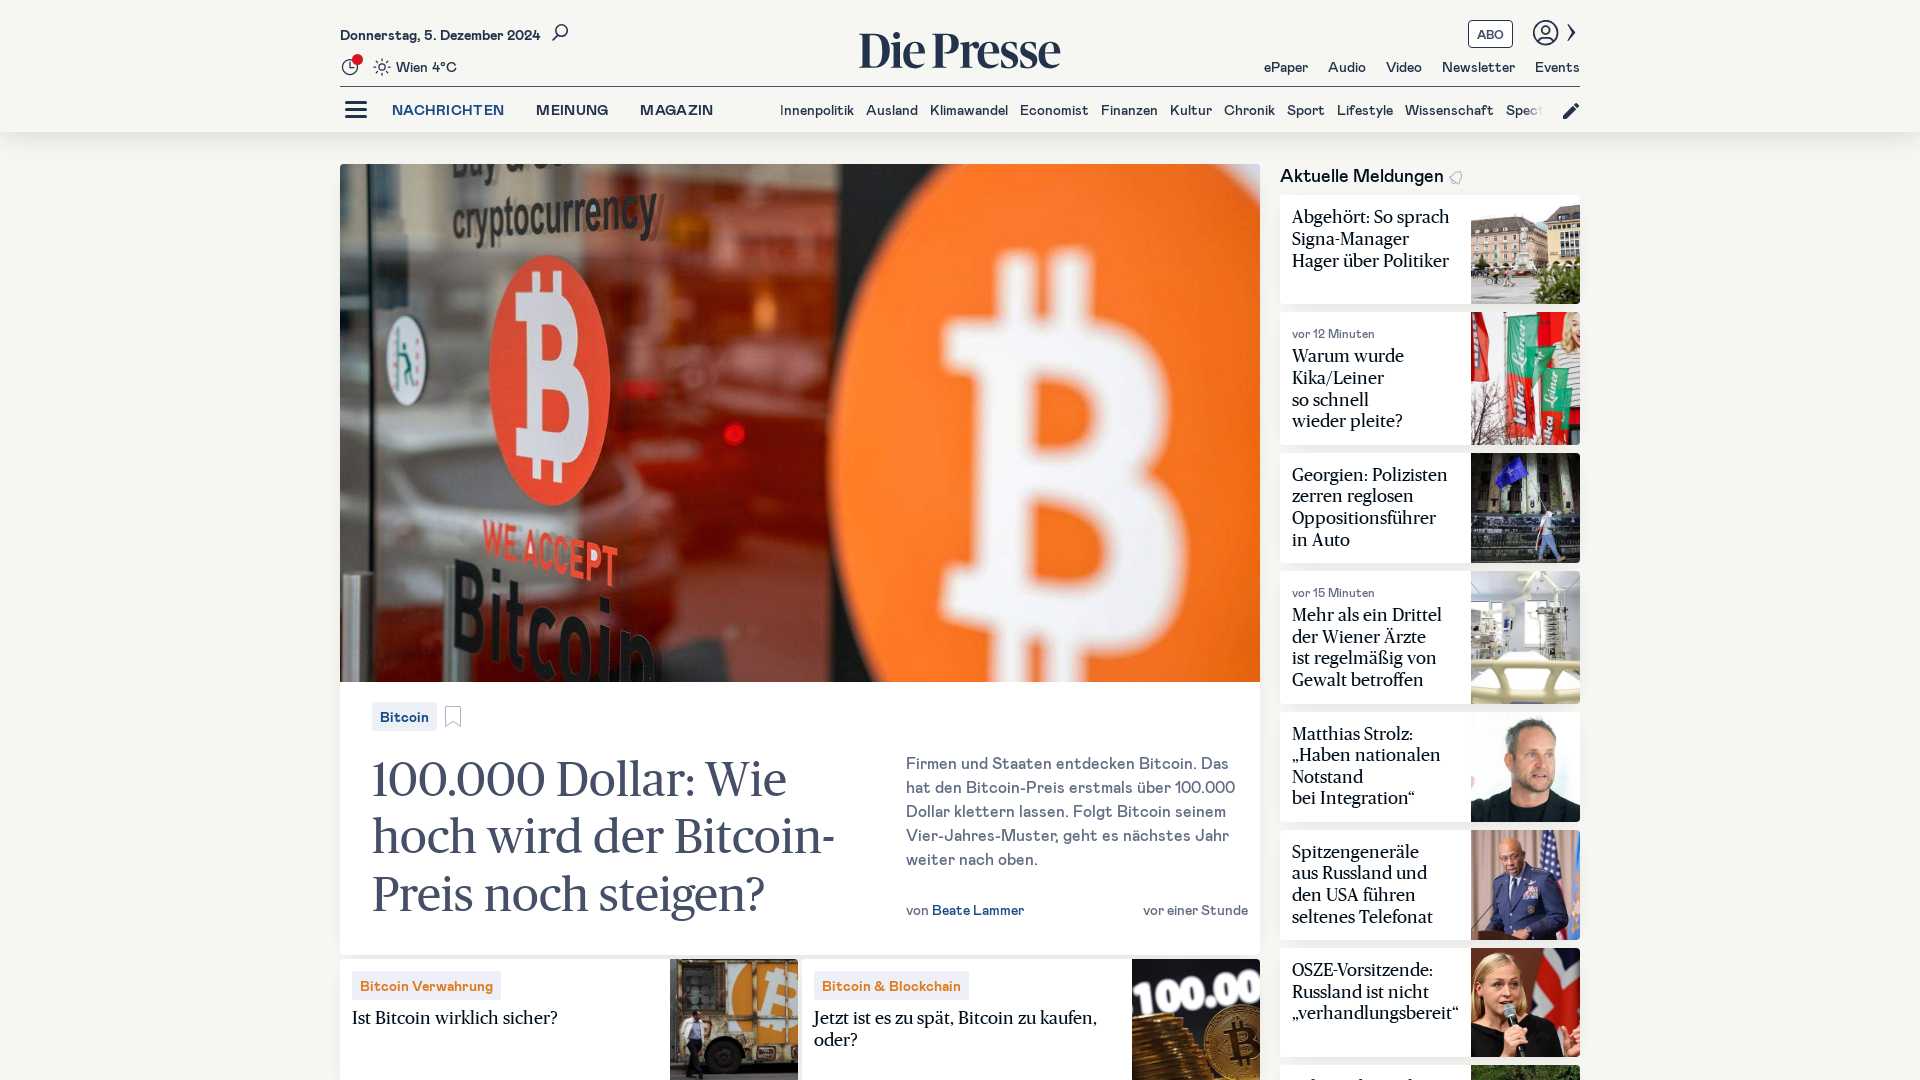 Donnerstag, 5. Dezember 2024
Wien 4°C
Die Presse
ABO
ePaper Audio Video Newsletter Events
NACHRICHTEN MEINUNG MAGAZIN
Innenpolitik Ausland Klimawandel Economist Finanzen Kultur Chronik Sport Lifestyle Wissenschaft
cryptocurrency
WE ACCEPT
Bitcoin
Bitcoin
100.000 Dollar: Wie
hoch wird der Bitcoin-
Preis noch steigen?
Firmen und Staaten entdecken Bitcoin. Das
hat den Bitcoin-Preis erstmals über 100.000
Dollar klettern lassen. Folgt Bitcoin seinem
Vier-Jahres-Muster, geht es nächstes Jahr
weiter nach oben.
von Beate Lammer
vor einer Stunde
Bitcoin Verwahrung
Ist Bitcoin wirklich sicher?
Bitcoin & Blockchain
Jetzt ist es zu spät, Bitcoin zu kaufen,
oder?
100.00
Aktuelle Meldungen
Abgehört: So sprach
Signa-Manager
Hager über Politiker
vor 12 Minuten
Warum wurde
Kika/Leiner
so schnell
wieder pleite?
Leiner
kika
Leiner
kika
Georgien: Polizisten
zerren reglosen
Oppositionsführer
in Auto
vor 15 Minuten
Mehr als ein Drittel
der Wiener Ärzte
ist regelmäßig von
Gewalt betroffen
Matthias Strolz:
„Haben nationalen
Notstand
bei Integration“
Spitzengeneräle
aus Russland und
den USA führen
seltenes Telefonat
OSZE-Vorsitzende:
Russland ist nicht
„verhandlungsbereit“